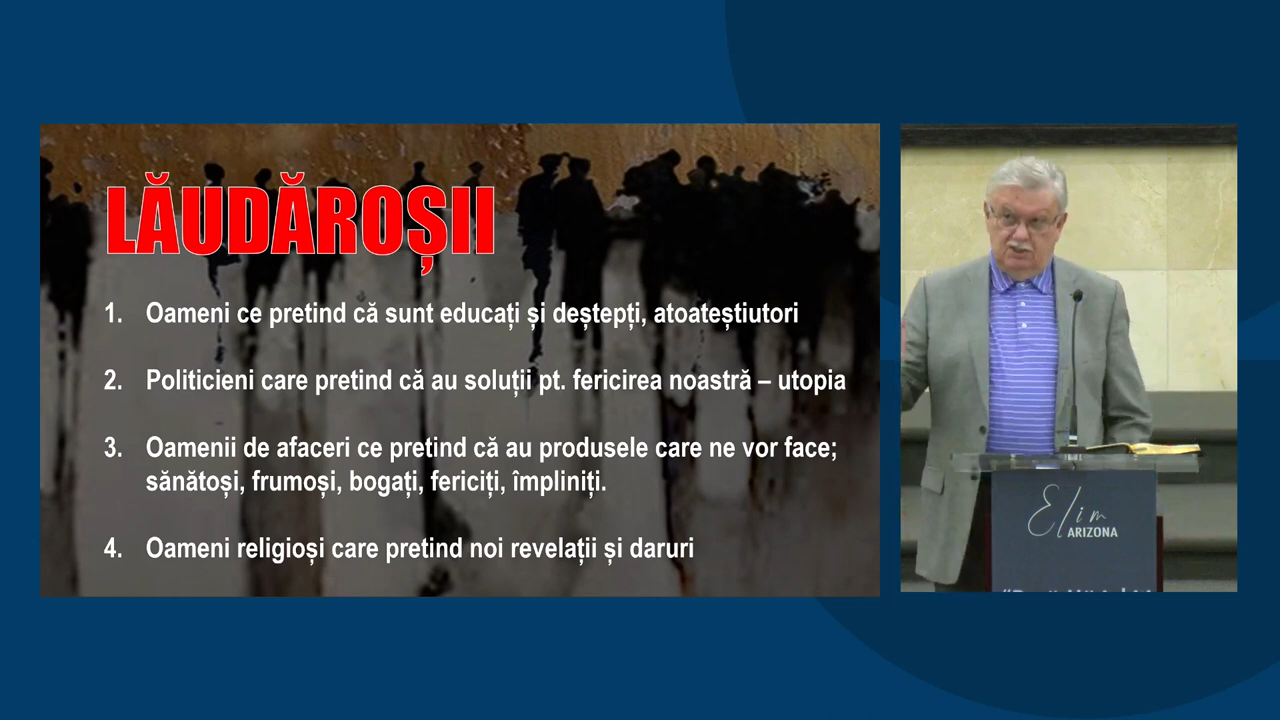 LĂUDĂROȘII
1. Oameni ce pretind că sunt educați și deștepți, atoateștiutori
2. Politicieni care pretind că au soluții pt. fericirea noastră – utopia
3. Oamenii de afaceri ce pretind că au produsele care ne vor face;
sănătoși, frumoși, bogați, fericiți, împliniți.
4. Oameni religioși care pretind noi revelații și daruri
Elim
ARIZONA